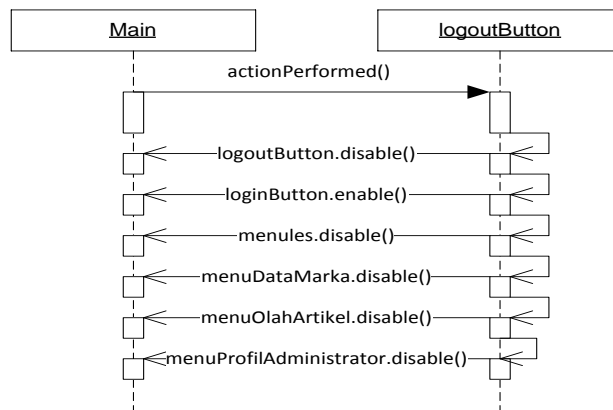 Main
logoutButton
actionPerformed()
logoutButton.disable()
loginButton.enable()
menules.disable()
menuDataMarka.disable()
menuOlahArtikel.disable()
menuProfilAdministrator.disable()